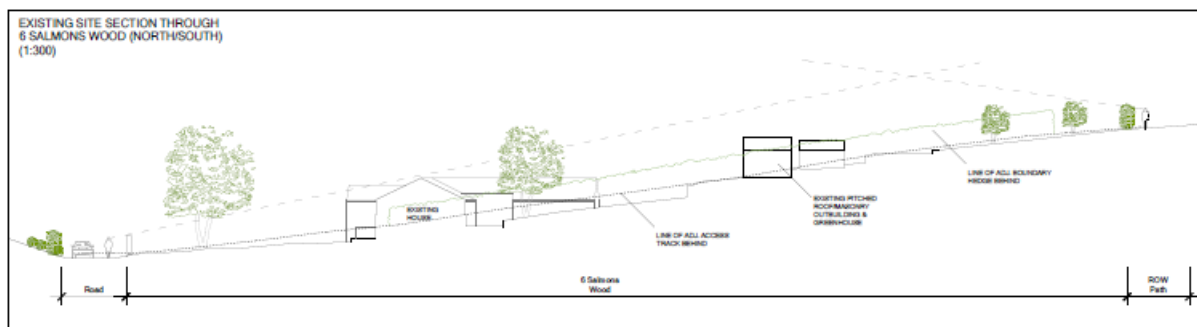 EXISTING SITE SECTION THROUGH
6 SALMONS WOOD (NORTH/SOUTH)
(1:300)
EXISTING
HOUSE
LINE OF ADJ. ACCESS
TRACK BEHIND
EXISTING PITCHED
ROOF/MASONRY
OUTBUILDING &
GREENHOUSE
LINE OF ADJ. BOUNDARY
HEDGE BEHIND
Road
6 Salmons
Wood
ROW
Path